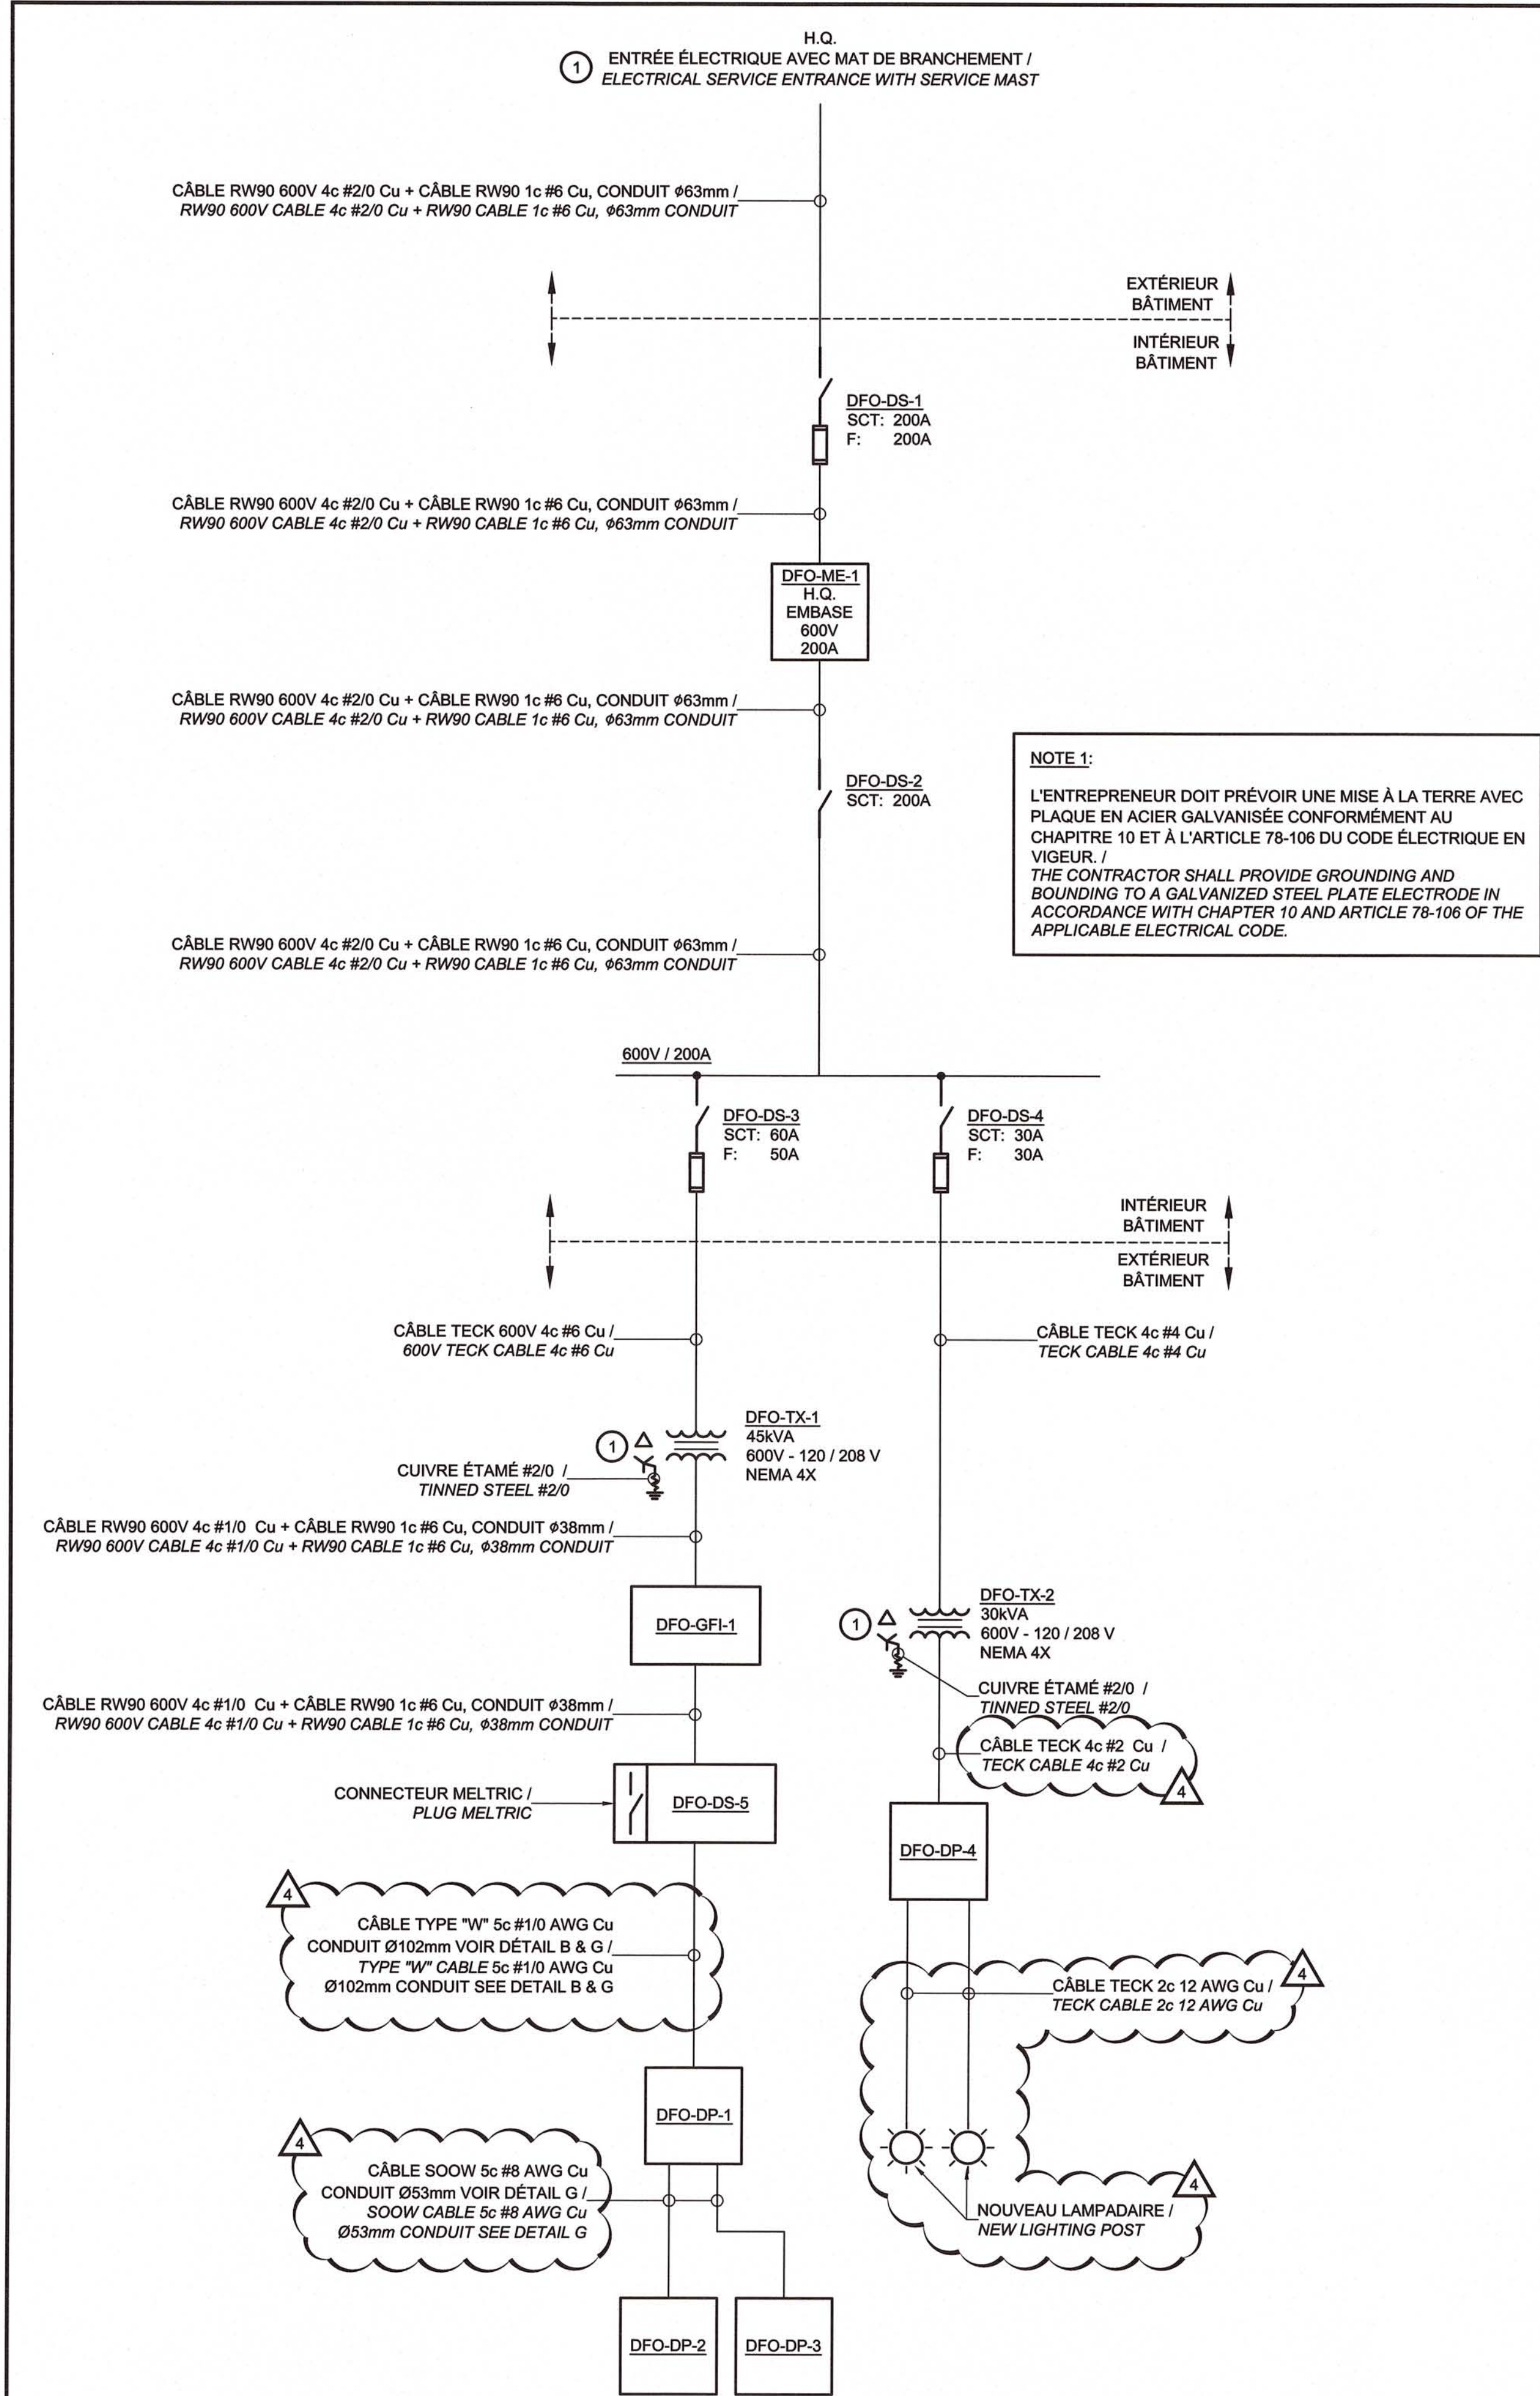 H.Q.
1
ENTRÉE ÉLECTRIQUE AVEC MAT DE BRANCHEMENT /
ELECTRICAL SERVICE ENTRANCE WITH SERVICE MAST
CÂBLE RW90 600V 4c #2/0 Cu + CÂBLE RW90 1c #6 Cu, CONDUIT ϕ63mm /
RW90 600V CABLE 4c #2/0 Cu + RW90 CABLE 1c #6 Cu, ϕ63mm CONDUIT
EXTÉRIEUR
BÂTIMENT
INTÉRIEUR
BÂTIMENT
DFO-DS-1
SCT: 200A
F: 200A
CÂBLE RW90 600V 4c #2/0 Cu + CÂBLE RW90 1c #6 Cu, CONDUIT ϕ63mm /
RW90 600V CABLE 4c #2/0 Cu + RW90 CABLE 1c #6 Cu, ϕ63mm CONDUIT
DFO-ME-1
H.Q.
EMBASE
600V
200A
CÂBLE RW90 600V 4c #2/0 Cu + CÂBLE RW90 1c #6 Cu, CONDUIT ϕ63mm /
RW90 600V CABLE 4c #2/0 Cu + RW90 CABLE 1c #6 Cu, ϕ63mm CONDUIT
DFO-DS-2
SCT: 200A
NOTE 1:
L'ENTREPRENEUR DOIT PRÉVOIR UNE MISE À LA TERRE AVEC
PLAQUE EN ACIER GALVANISÉE CONFORMÉMENT AU
CHAPITRE 10 ET À L'ARTICLE 78-106 DU CODE ÉLECTRIQUE EN
VIGEUR. /
THE CONTRACTOR SHALL PROVIDE GROUNDING AND
BOUNDING TO A GALVANIZED STEEL PLATE ELECTRODE IN
ACCORDANCE WITH CHAPTER 10 AND ARTICLE 78-106 OF THE
APPLICABLE ELECTRICAL CODE.
CÂBLE RW90 600V 4c #2/0 Cu + CÂBLE RW90 1c #6 Cu, CONDUIT ϕ63mm /
RW90 600V CABLE 4c #2/0 Cu + RW90 CABLE 1c #6 Cu, ϕ63mm CONDUIT
600V / 200A
DFO-DS-3
SCT: 60A
F: 50A
DFO-DS-4
SCT: 30A
F: 30A
INTÉRIEUR
BÂTIMENT
EXTÉRIEUR
BÂTIMENT
CÂBLE TECK 600V 4c #6 Cu /
600V TECK CABLE 4c #6 Cu
CÂBLE TECK 4c #4 Cu /
TECK CABLE 4c #4 Cu
DFO-TX-1
45kVA
600V - 120 / 208 V
NEMA 4X
1
CUIVRE ÉTAMÉ #2/0 /
TINNED STEEL #2/0
CÂBLE RW90 600V 4c #1/0 Cu + CÂBLE RW90 1c #6 Cu, CONDUIT ϕ38mm /
RW90 600V CABLE 4c #1/0 Cu + RW90 CABLE 1c #6 Cu, ϕ38mm CONDUIT
DFO-GFI-1
DFO-TX-2
30kVA
600V - 120 / 208 V
NEMA 4X
1
CUIVRE ÉTAMÉ #2/0 /
TINNED STEEL #2/0
CÂBLE RW90 600V 4c #1/0 Cu + CÂBLE RW90 1c #6 Cu, CONDUIT ϕ38mm /
RW90 600V CABLE 4c #1/0 Cu + RW90 CABLE 1c #6 Cu, ϕ38mm CONDUIT
CÂBLE TECK 4c #2 Cu /
TECK CABLE 4c #2 Cu
4
CONNECTEUR MELTRIC /
PLUG MELTRIC
DFO-DS-5
DFO-DP-4
4
CÂBLE TYPE "W" 5c #1/0 AWG Cu
CONDUIT Ø102mm VOIR DÉTAIL B & G /
TYPE "W" CABLE 5c #1/0 AWG Cu
Ø102mm CONDUIT SEE DETAIL B & G
4
CÂBLE TECK 2c 12 AWG Cu /
TECK CABLE 2c 12 AWG Cu
DFO-DP-1
4
CÂBLE SOOW 5c #8 AWG Cu
CONDUIT Ø53mm VOIR DÉTAIL G /
SOOW CABLE 5c #8 AWG Cu
Ø53mm CONDUIT SEE DETAIL G
4
NOUVEAU LAMPADAIRE /
NEW LIGHTING POST
DFO-DP-2
DFO-DP-3